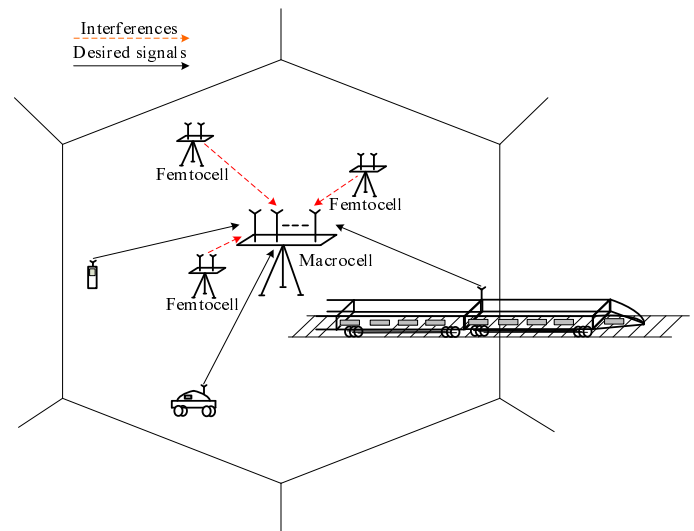 Interferences
Desired signals
Femtocell
Femtocell
Macrocell
Femtocell